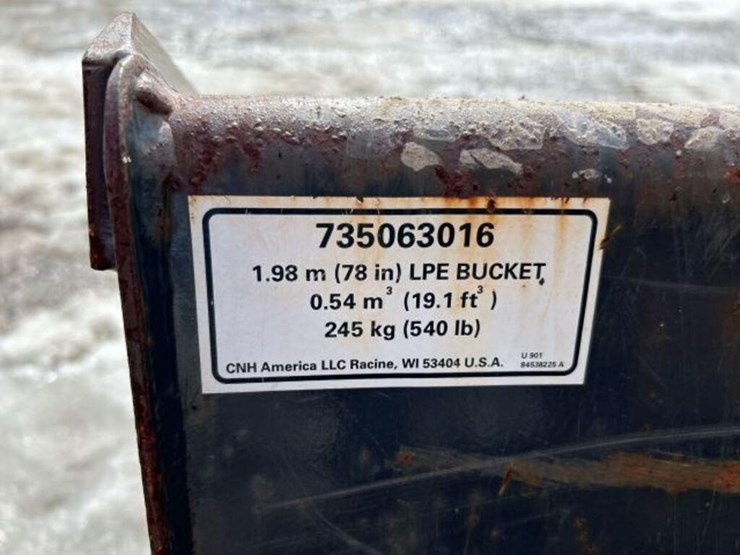 735063016
1.98 m (78 in) LPE BUCKET
0.54 m³ (19.1 ft³)
245 kg (540 lb)
CNH America LLC Racine, WI 53404 U.S.A.
U 90T
84538225 A